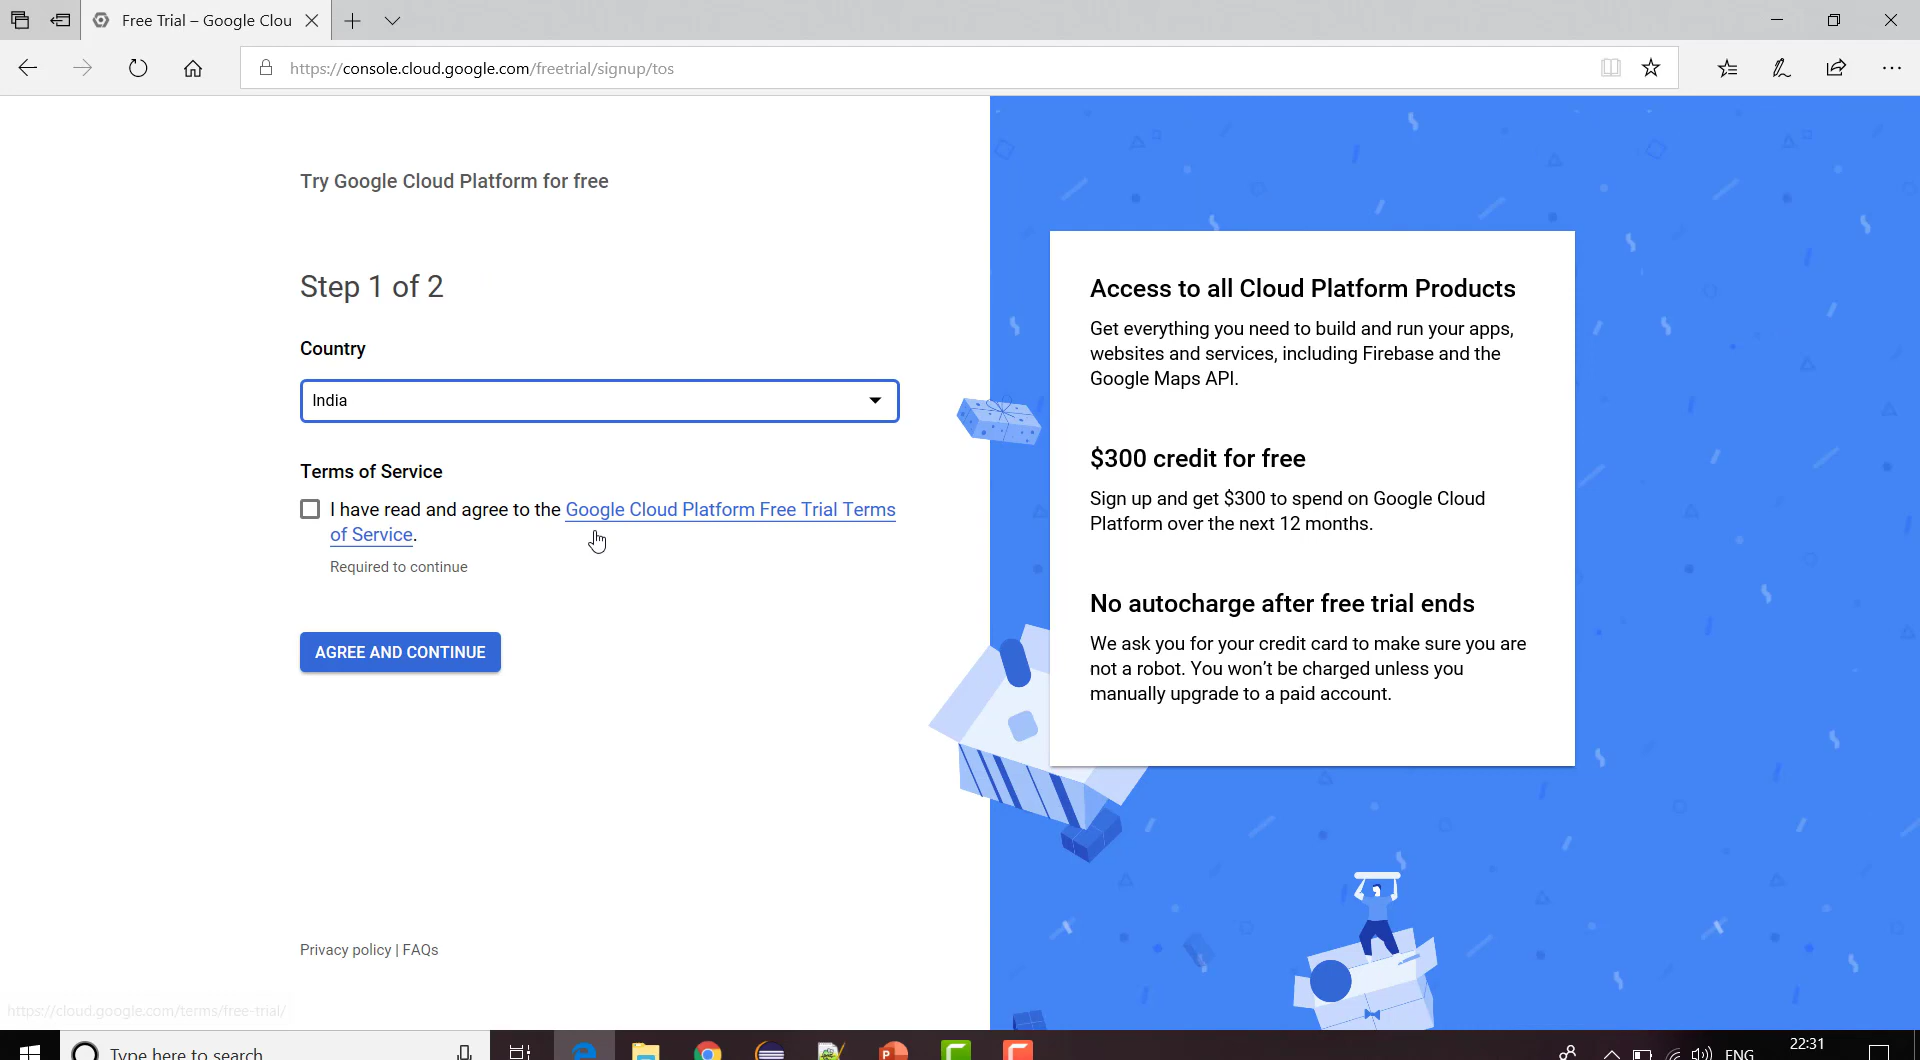 Free Trial – Google Clou
https://console.cloud.google.com/freetrial/signup/tos
Try Google Cloud Platform for free
Step 1 of 2
Country
India
Terms of Service
I have read and agree to the Google Cloud Platform Free Trial Terms
of Service.
Required to continue
AGREE AND CONTINUE
Privacy policy | FAQs
Access to all Cloud Platform Products
Get everything you need to build and run your apps,
websites and services, including Firebase and the
Google Maps API.
$300 credit for free
Sign up and get $300 to spend on Google Cloud
Platform over the next 12 months.
No autocharge after free trial ends
We ask you for your credit card to make sure you are
not a robot. You won't be charged unless you
manually upgrade to a paid account.
https://cloud.google.com/terms/free-trial/
Type here to search
ENG
22:31